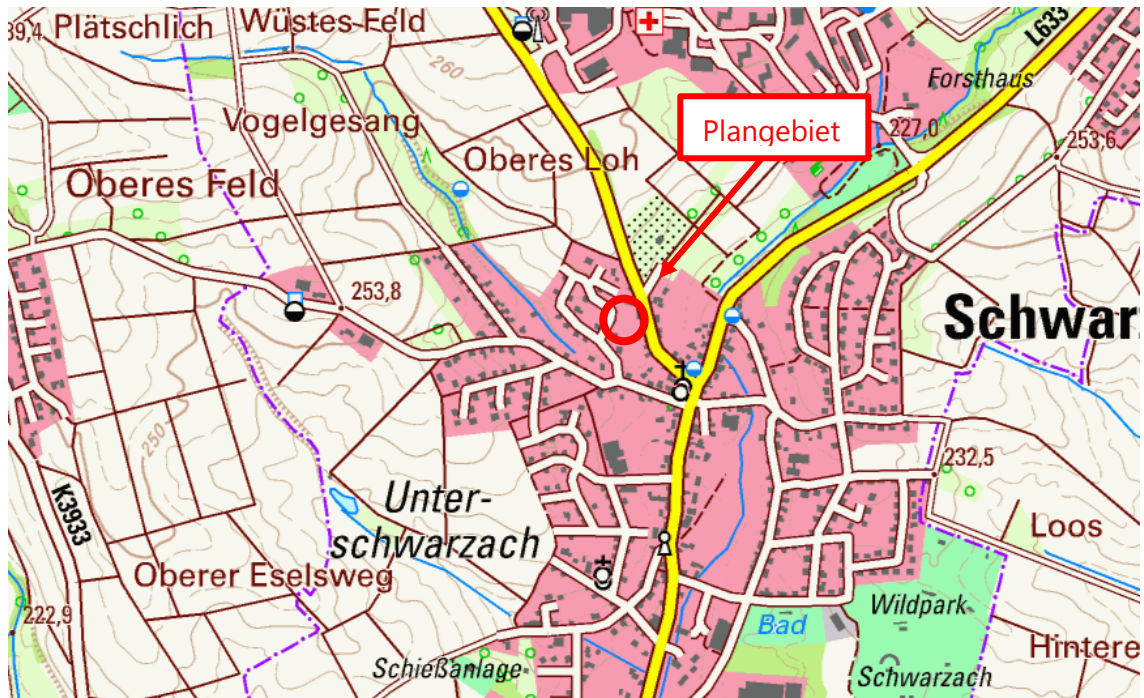 39,4
Plätschlich
Wüstes Feld
260
L633
Forsthaus
Vogelgesang
Plangebiet
227,0
Oberes Loh
253,6
Oberes Feld
253,8
Schwar
250
232,5
Unter-
schwarzach
K3933
Loos
Oberer Eselsweg
222,9
Wildpark
Bad
Hintere
Schießanlage
Schwarzach